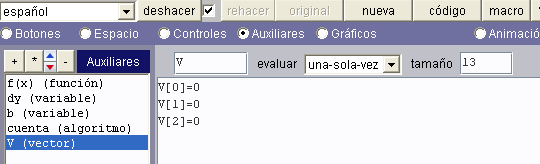 español deshacer rehacer original nueva código macro
Botones Espacio Controles Auxiliares Gráficos Animació
+ * - Auxiliares V evaluar una-sola-vez tamaño 13
f(x) (función)
dy (variable)
b (variable)
cuenta (algoritmo)
V (vector)
V[0]=0
V[1]=0
V[2]=0